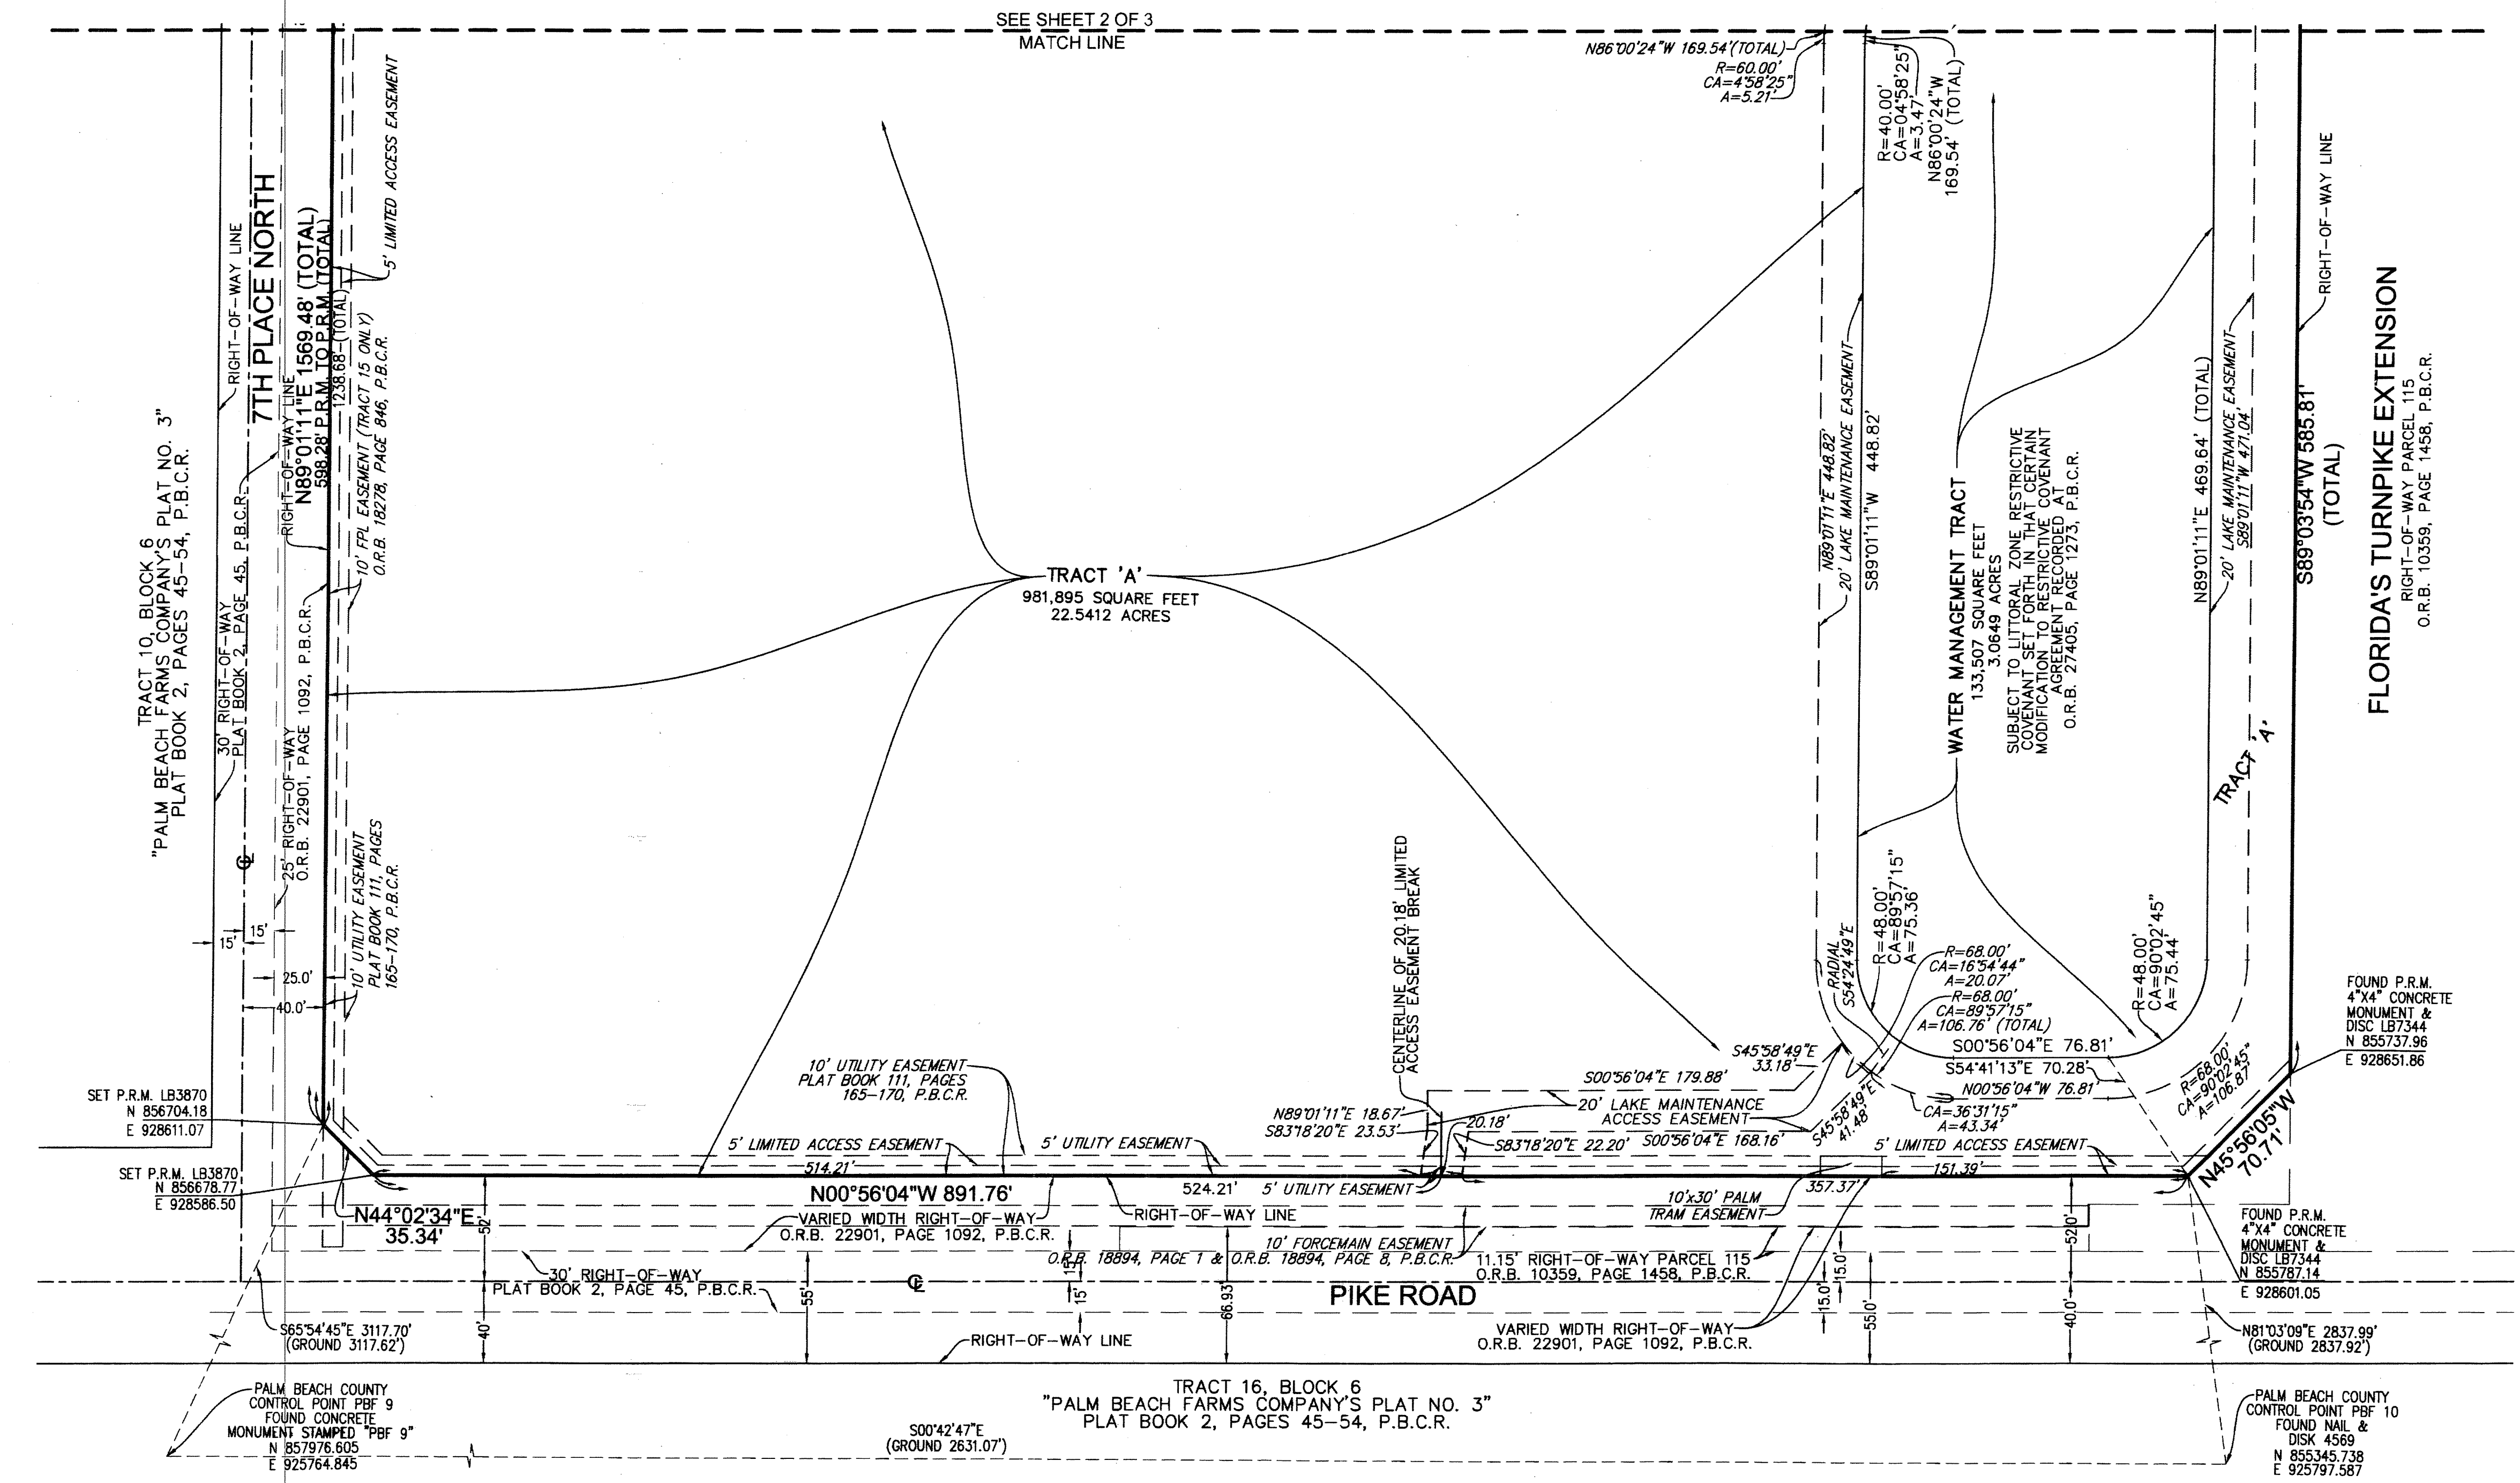 SEE SHEET 2 OF 3
MATCH LINE
N86°00'24"W 169.54'(TOTAL)
R=60.00'
CA=4°58'25"
A=5.21'
R=40.00'
CA=04°58'25"
A=3.47'
N86°00'24"W
169.54' (TOTAL)
RIGHT-OF-WAY LINE
7TH PLACE NORTH
RIGHT-OF-WAY LINE
N89°01'11"E 1569.48' (TOTAL)
598.28' P.R.M. TO P.R.M. (TOTAL)
1238.68' (TOTAL)
5' LIMITED ACCESS EASEMENT
10' FPL EASEMENT (TRACT 15 ONLY)
O.R.B. 18278, PAGE 846, P.B.C.R.
TRACT 10, BLOCK 6
"PALM BEACH FARMS COMPANY'S PLAT NO. 3"
PLAT BOOK 2, PAGES 45-54, P.B.C.R.
30' RIGHT-OF-WAY
PLAT BOOK 2, PAGE 45, P.B.C.R.
25' RIGHT-OF-WAY
O.R.B. 22901, PAGE 1092, P.B.C.R.
10' UTILITY EASEMENT
PLAT BOOK 111, PAGES
165-170, P.B.C.R.
15'
15'
25.0'
40.0'
TRACT 'A'
981,895 SQUARE FEET
22.5412 ACRES
N89°01'11"E 448.82'
20' LAKE MAINTENANCE EASEMENT
S89°01'11"W 448.82'
WATER MANAGEMENT TRACT
133,507 SQUARE FEET
3.0649 ACRES
SUBJECT TO LITTORAL ZONE RESTRICTIVE
COVENANT SET FORTH IN THAT CERTAIN
MODIFICATION TO RESTRICTIVE COVENANT
AGREEMENT RECORDED AT
O.R.B. 27405, PAGE 1273, P.B.C.R.
N89°01'11"E 469.64' (TOTAL)
20' LAKE MAINTENANCE EASEMENT
S89°01'11"W 471.04'
TRACT 'A'
S89°03'54"W 585.81'
(TOTAL)
RIGHT-OF-WAY LINE
FLORIDA'S TURNPIKE EXTENSION
RIGHT-OF-WAY PARCEL 115
O.R.B. 10359, PAGE 1458, P.B.C.R.
CENTERLINE OF 20.18' LIMITED
ACCESS EASEMENT BREAK
RADIAL
S54°24'49"E
R=48.00'
CA=89°57'15"
A=75.36'
R=68.00'
CA=16°54'44"
A=20.07'
R=68.00'
CA=89°57'15"
A=106.76' (TOTAL)
R=48.00'
CA=90°02'45"
A=75.44'
S00°56'04"E 76.81'
S54°41'13"E 70.28'
N00°56'04"W 76.81'
CA=36°31'15"
A=43.34'
R=68.00'
CA=90°02'45"
A=106.87'
FOUND P.R.M.
4"X4" CONCRETE
MONUMENT &
DISC LB7344
N 855737.96
E 928651.86
S45°58'49"E
33.18'
S00°56'04"E 179.88'
20' LAKE MAINTENANCE
ACCESS EASEMENT
S45°58'49"E
41.48'
N89°01'11"E 18.67'
S83°18'20"E 23.53'
20.18'
S83°18'20"E 22.20'
S00°56'04"E 168.16'
10' UTILITY EASEMENT
PLAT BOOK 111, PAGES
165-170, P.B.C.R.
SET P.R.M. LB3870
N 856704.18
E 928611.07
5' LIMITED ACCESS EASEMENT
5' UTILITY EASEMENT
5' LIMITED ACCESS EASEMENT
514.21'
151.39'
SET P.R.M. LB3870
N 856678.77
E 928586.50
N00°56'04"W 891.76'
524.21'
5' UTILITY EASEMENT
357.37'
N45°56'05"W
70.71'
N44°02'34"E
35.34'
52'
VARIED WIDTH RIGHT-OF-WAY
O.R.B. 22901, PAGE 1092, P.B.C.R.
RIGHT-OF-WAY LINE
10'x30' PALM
TRAM EASEMENT
52.0'
10' FORCEMAIN EASEMENT
O.R.B. 18894, PAGE 1 & O.R.B. 18894, PAGE 8, P.B.C.R.
11.15' RIGHT-OF-WAY PARCEL 115
O.R.B. 10359, PAGE 1458, P.B.C.R.
FOUND P.R.M.
4"X4" CONCRETE
MONUMENT &
DISC LB7344
N 855787.14
E 928601.05
30' RIGHT-OF-WAY
PLAT BOOK 2, PAGE 45, P.B.C.R.
15'
15'
15.0'
15.0'
PIKE ROAD
40'
55'
66.93'
55.0'
40.0'
S65°54'45"E 3117.70'
(GROUND 3117.62')
RIGHT-OF-WAY LINE
VARIED WIDTH RIGHT-OF-WAY
O.R.B. 22901, PAGE 1092, P.B.C.R.
N81°03'09"E 2837.99'
(GROUND 2837.92')
PALM BEACH COUNTY
CONTROL POINT PBF 9
FOUND CONCRETE
MONUMENT STAMPED "PBF 9"
N 857976.605
E 925764.845
TRACT 16, BLOCK 6
"PALM BEACH FARMS COMPANY'S PLAT NO. 3"
PLAT BOOK 2, PAGES 45-54, P.B.C.R.
S00°42'47"E
(GROUND 2631.07')
PALM BEACH COUNTY
CONTROL POINT PBF 10
FOUND NAIL &
DISK 4569
N 855345.738
E 925797.587